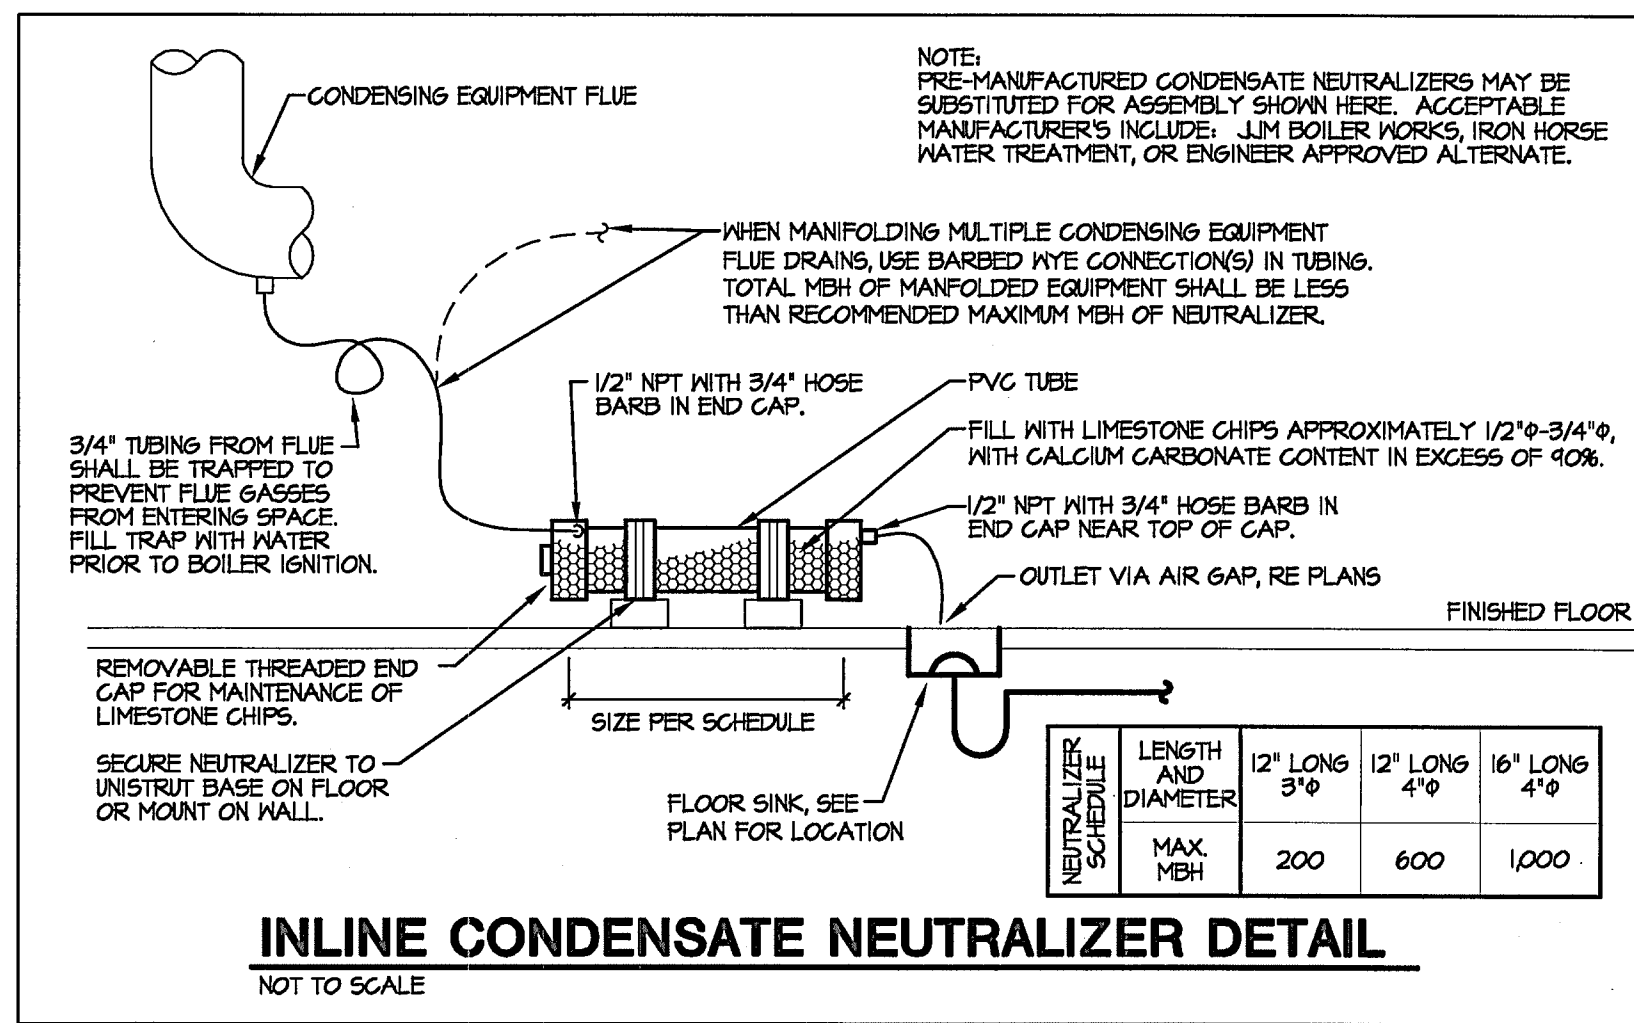 CONDENSING EQUIPMENT FLUE
NOTE:
PRE-MANUFACTURED CONDENSATE NEUTRALIZERS MAY BE
SUBSTITUTED FOR ASSEMBLY SHOWN HERE. ACCEPTABLE
MANUFACTURER'S INCLUDE: JJM BOILER WORKS, IRON HORSE
WATER TREATMENT, OR ENGINEER APPROVED ALTERNATE.
WHEN MANIFOLDING MULTIPLE CONDENSING EQUIPMENT
FLUE DRAINS, USE BARBED WYE CONNECTION(S) IN TUBING.
TOTAL MBH OF MANFOLDED EQUIPMENT SHALL BE LESS
THAN RECOMMENDED MAXIMUM MBH OF NEUTRALIZER.
1/2" NPT WITH 3/4" HOSE
BARB IN END CAP.
PVC TUBE
FILL WITH LIMESTONE CHIPS APPROXIMATELY 1/2"Φ-3/4"Φ,
WITH CALCIUM CARBONATE CONTENT IN EXCESS OF 90%.
3/4" TUBING FROM FLUE
SHALL BE TRAPPED TO
PREVENT FLUE GASSES
FROM ENTERING SPACE.
FILL TRAP WITH WATER
PRIOR TO BOILER IGNITION.
1/2" NPT WITH 3/4" HOSE BARB IN
END CAP NEAR TOP OF CAP.
OUTLET VIA AIR GAP, RE PLANS
FINISHED FLOOR
REMOVABLE THREADED END
CAP FOR MAINTENANCE OF
LIMESTONE CHIPS.
SIZE PER SCHEDULE
SECURE NEUTRALIZER TO
UNISTRUT BASE ON FLOOR
OR MOUNT ON WALL.
FLOOR SINK, SEE
PLAN FOR LOCATION
NEUTRALIZER
SCHEDULE
LENGTH
AND
DIAMETER
12" LONG
3"Φ
12" LONG
4"Φ
16" LONG
4"Φ
MAX.
MBH
200
600
1,000
INLINE CONDENSATE NEUTRALIZER DETAIL
NOT TO SCALE